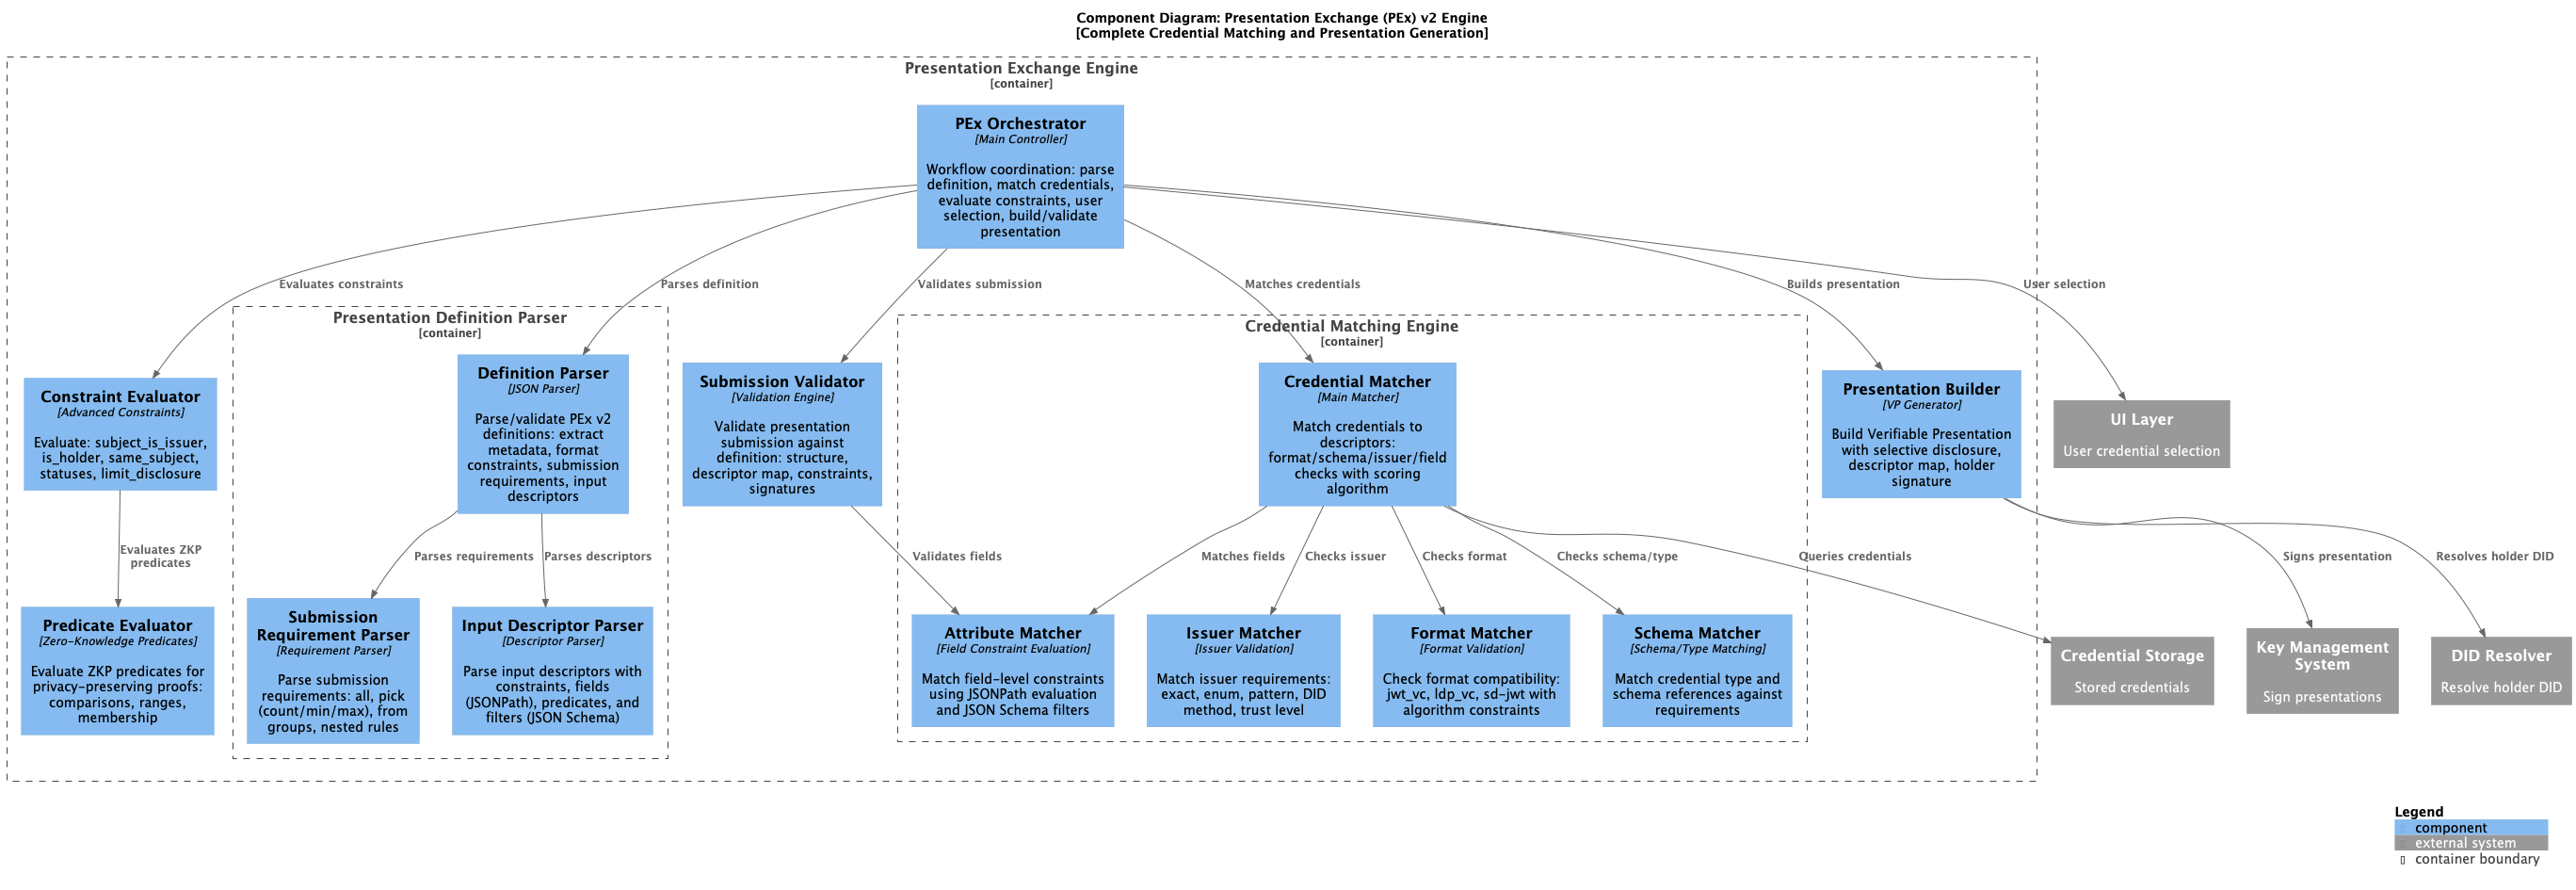 Component Diagram: Presentation Exchange (PEx) v2 Engine
[Complete Credential Matching and Presentation Generation]
Presentation Exchange Engine
[container]
PEx Orchestrator
[Main Controller]
Workflow coordination: parse
definition, match credentials,
evaluate constraints, user
selection, build/validate
presentation
Evaluates constraints
Parses definition
Validates submission
Matches credentials
Builds presentation
User selection
Presentation Definition Parser
[container]
Credential Matching Engine
[container]
Constraint Evaluator
[Advanced Constraints]
Evaluate: subject_is_issuer,
is_holder, same_subject,
statuses, limit_disclosure
Definition Parser
[JSON Parser]
Parse/validate PEx v2
definitions: extract
metadata, format
constraints, submission
requirements, input
descriptors
Submission Validator
[Validation Engine]
Validate presentation
submission against
definition: structure,
descriptor map, constraints,
signatures
Credential Matcher
[Main Matcher]
Match credentials to
descriptors:
format/schema/issuer/field
checks with scoring
algorithm
Presentation Builder
[VP Generator]
Build Verifiable Presentation
with selective disclosure,
descriptor map, holder
signature
UI Layer
User credential selection
Evaluates ZKP
predicates
Parses requirements
Parses descriptors
Validates fields
Matches fields
Checks issuer
Checks format
Checks schema/type
Queries credentials
Signs presentation
Resolves holder DID
Predicate Evaluator
[Zero-Knowledge Predicates]
Evaluate ZKP predicates for
privacy-preserving proofs:
comparisons, ranges,
membership
Submission
Requirement Parser
[Requirement Parser]
Parse submission
requirements: all, pick
(count/min/max), from
groups, nested rules
Input Descriptor Parser
[Descriptor Parser]
Parse input descriptors with
constraints, fields
(JSONPath), predicates, and
filters (JSON Schema)
Attribute Matcher
[Field Constraint Evaluation]
Match field-level constraints
using JSONPath evaluation
and JSON Schema filters
Issuer Matcher
[Issuer Validation]
Match issuer requirements:
exact, enum, pattern, DID
method, trust level
Format Matcher
[Format Validation]
Check format compatibility:
jwt_vc, ldp_vc, sd-jwt with
algorithm constraints
Schema Matcher
[Schema/Type Matching]
Match credential type and
schema references against
requirements
Credential Storage
Stored credentials
Key Management
System
Sign presentations
DID Resolver
Resolve holder DID
Legend
component
external system
container boundary